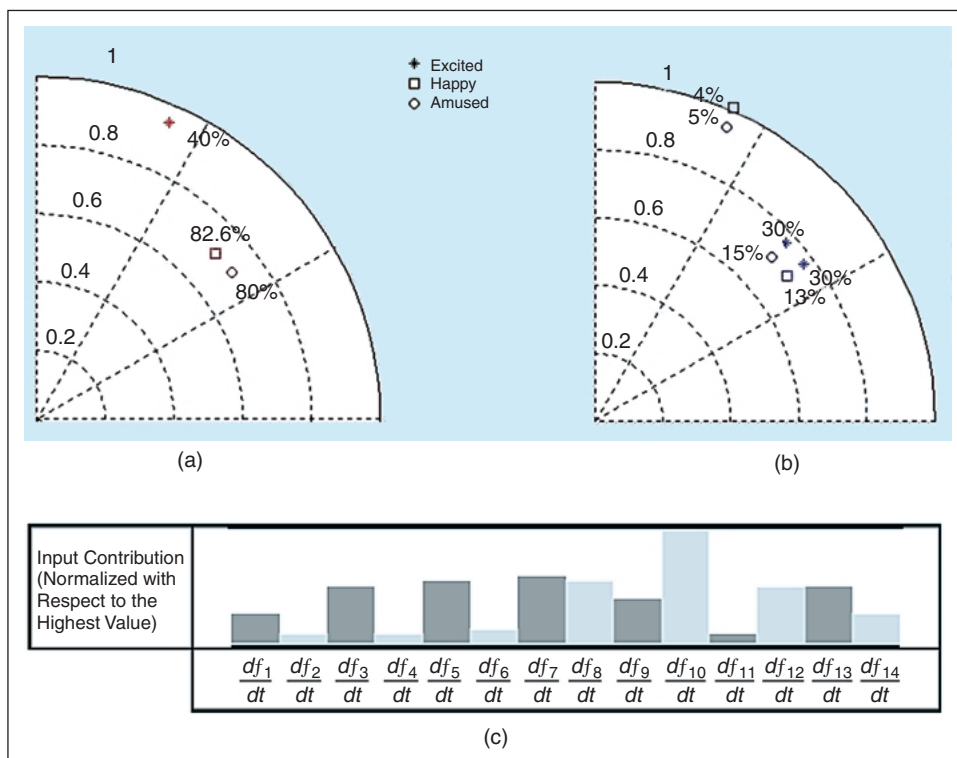 1
0.8
0.6
0.4
0.2
40%
82.6%
80%
Excited
Happy
Amused
1
4%
5%
0.8
0.6
30%
15%
30%
13%
0.4
0.2
(a)
(b)
Input Contribution
(Normalized with
Respect to the
Highest Value)
df1 df2 df3 df4 df5 df6 df7 df8 df9 df10 df11 df12 df13 df14
dt dt dt dt dt dt dt dt dt dt dt dt dt dt
(c)